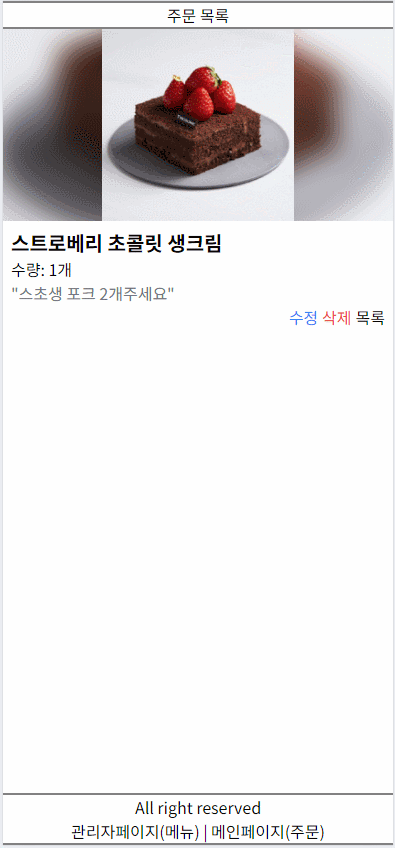 주문 목록
스트로베리 초콜릿 생크림
수량: 1개
"스초생 포크 2개주세요"
수정 삭제 목록
All right reserved
관리자페이지(메뉴) | 메인페이지(주문)